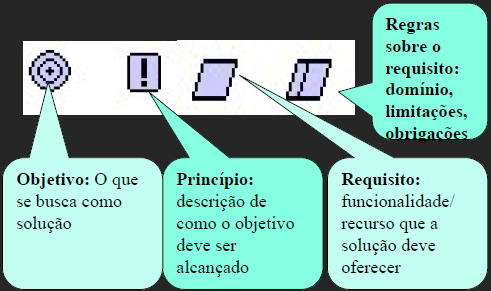 Regras
sobre o
requisito:
domínio,
limitações,
obrigações
Objetivo: O que
se busca como
solução
Princípio:
descrição de
como o objetivo
deve ser
alcançado
Requisito:
funcionalidade/
recurso que a
solução deve
oferecer